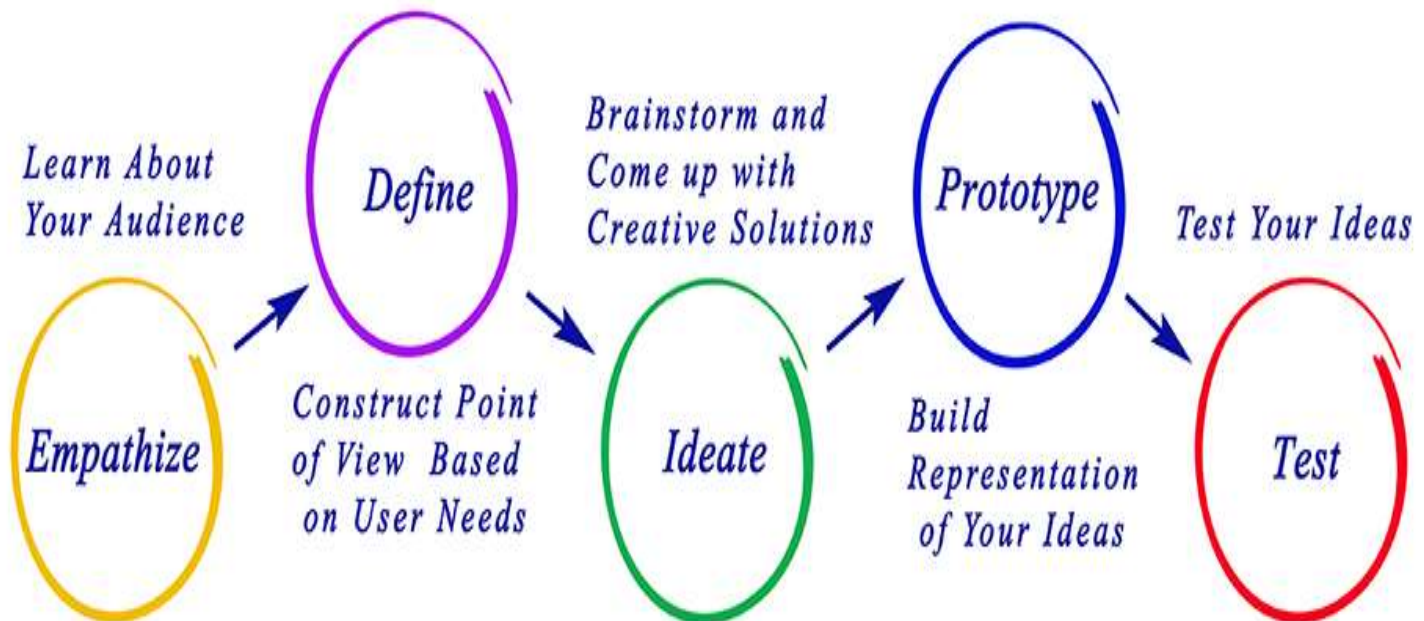 Learn About
Your Audience
Empathize
Define
Construct Point
of View Based
on User Needs
Brainstorm and
Come up with
Creative Solutions
Ideate
Prototype
Build
Representation
of Your Ideas
Test Your Ideas
Test